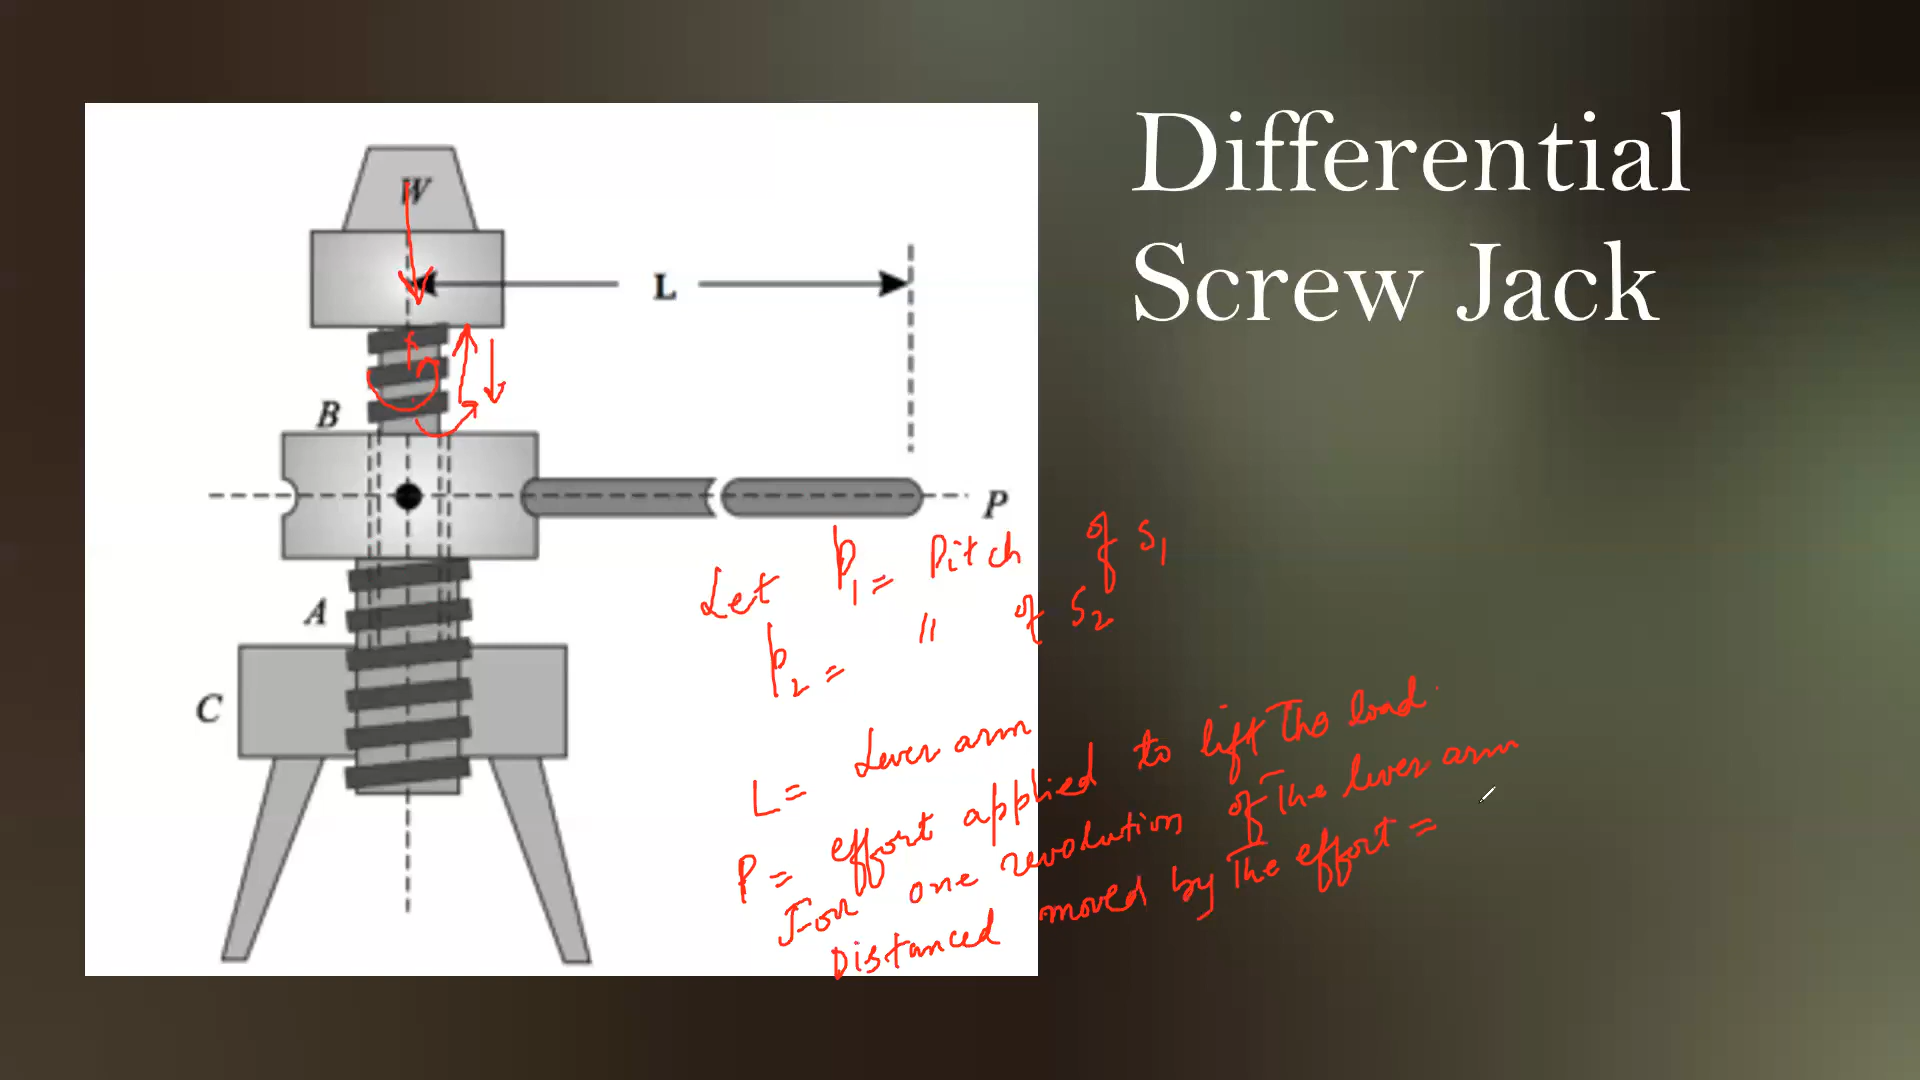 Differential
Screw Jack
W
L
B
P
A
C
Let p1 = Pitch of S1
p2 = " of S2
L = Lever arm
P = effort applied to lift the load.
For one revolution of the lever arm
Distanced moved by the effort =